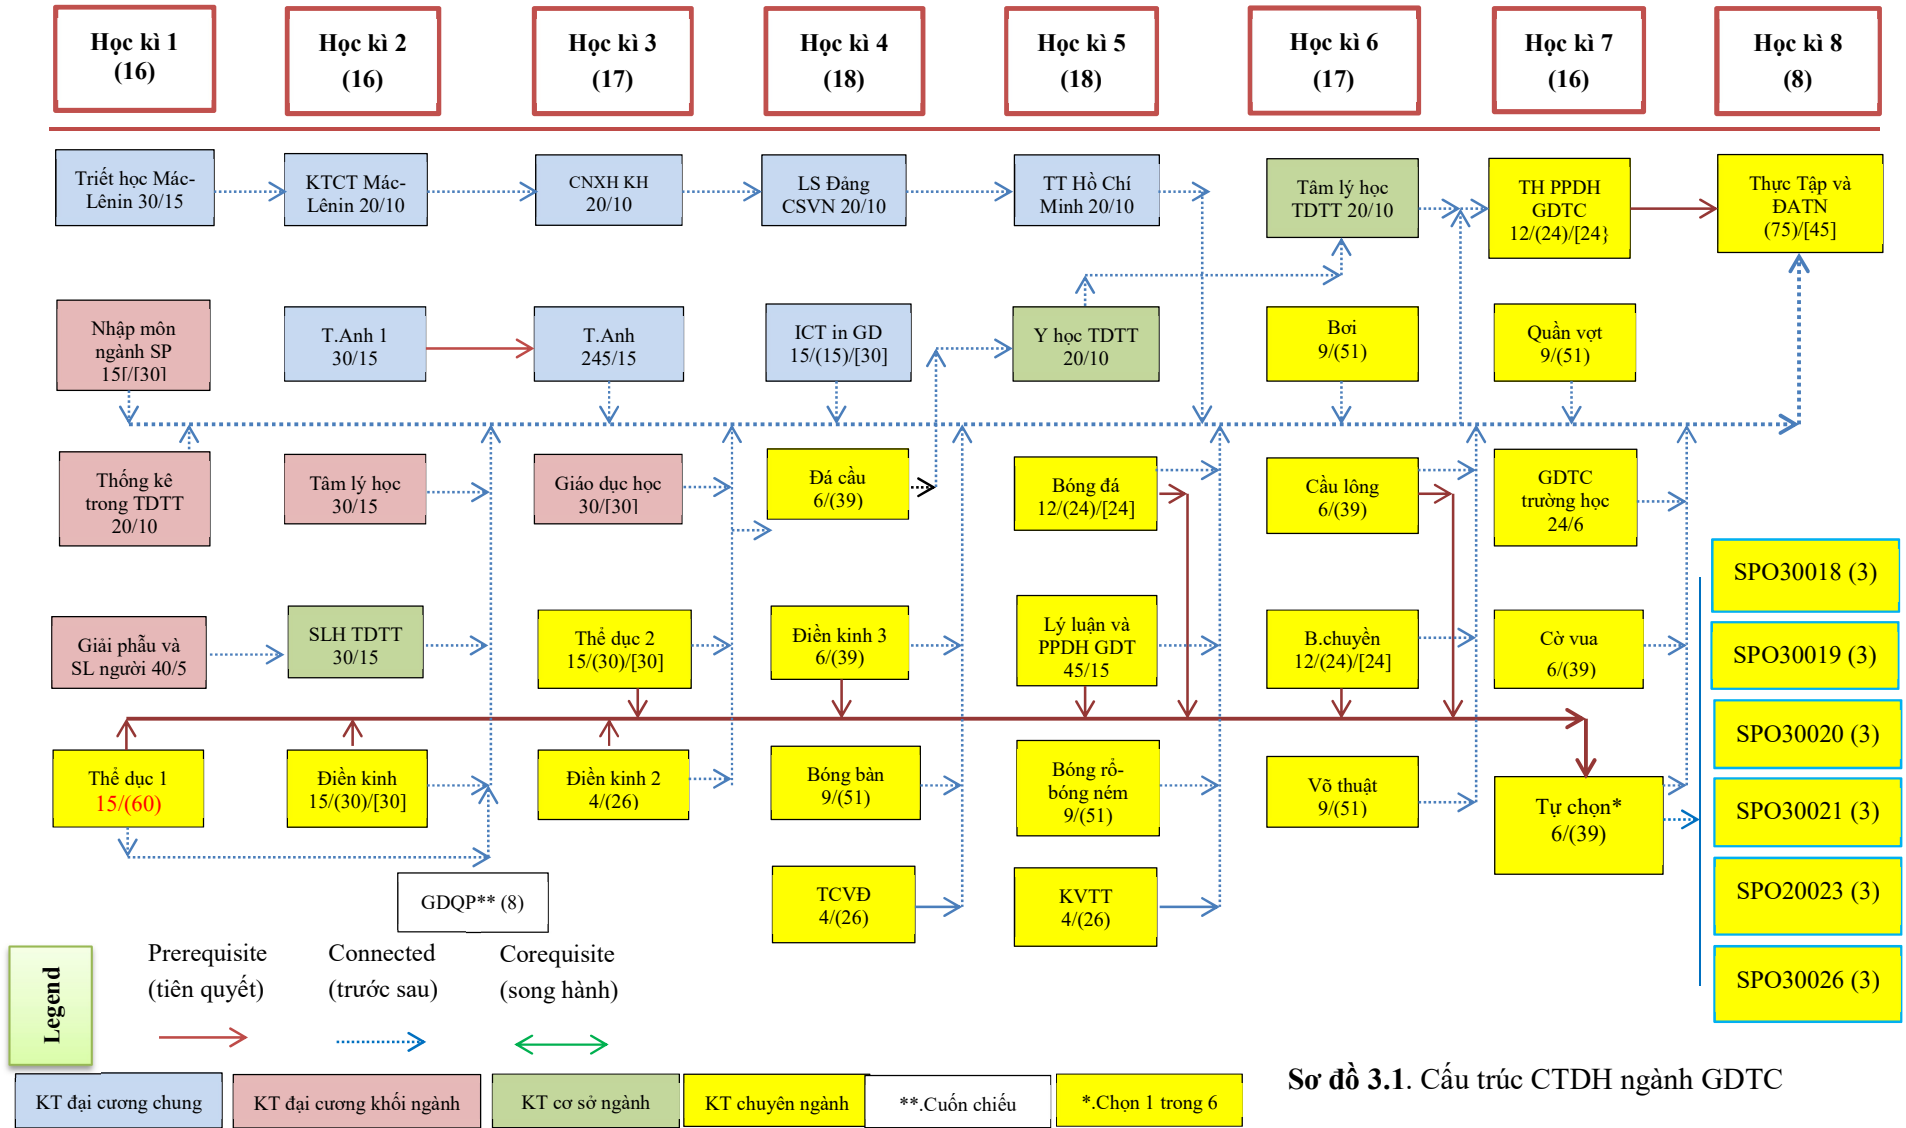 Học kì 1
(16)
Học kì 2
(16)
Học kì 3
(17)
Học kì 4
(18)
Học kì 5
(18)
Học kì 6
(17)
Học kì 7
(16)
Học kì 8
(8)
Triết học Mác-
Lênin 30/15
KTCT Mác-
Lênin 20/10
CNXH KH
20/10
LS Đảng
CSVN 20/10
TT Hồ Chí
Minh 20/10
Tâm lý học
TDTT 20/10
TH PPDH
GDTC
12/(24)/[24}
Thực Tập và
ĐATN
(75)/[45]
Nhập môn
ngành SP
15[/[30]
T.Anh 1
30/15
T.Anh
245/15
ICT in GD
15/(15)/[30]
Y học TDTT
20/10
Bơi
9/(51)
Quần vợt
9/(51)
Thống kê
trong TDTT
20/10
Tâm lý học
30/15
Giáo dục học
30/[30]
Đá cầu
6/(39)
Bóng đá
12/(24)/[24]
Cầu lông
6/(39)
GDTC
trường học
24/6
Giải phẫu và
SL người 40/5
SLH TDTT
30/15
Thể dục 2
15/(30)/[30]
Điền kinh 3
6/(39)
Lý luận và
PPDH GDT
45/15
B.chuyền
12/(24)/[24]
Cờ vua
6/(39)
Thể dục 1
15/(60)
Điền kinh
15/(30)/[30]
Điền kinh 2
4/(26)
Bóng bàn
9/(51)
Bóng rổ-
bóng ném
9/(51)
Võ thuật
9/(51)
Tự chọn*
6/(39)
GDQP** (8)
TCVĐ
4/(26)
KVTT
4/(26)
SPO30018 (3)
SPO30019 (3)
SPO30020 (3)
SPO30021 (3)
SPO20023 (3)
SPO30026 (3)
Legend
Prerequisite
(tiên quyết)
Connected
(trước sau)
Corequisite
(song hành)
KT đại cương chung
KT đại cương khối ngành
KT cơ sở ngành
KT chuyên ngành
**.Cuốn chiếu
*.Chọn 1 trong 6
Sơ đồ 3.1. Cấu trúc CTDH ngành GDTC